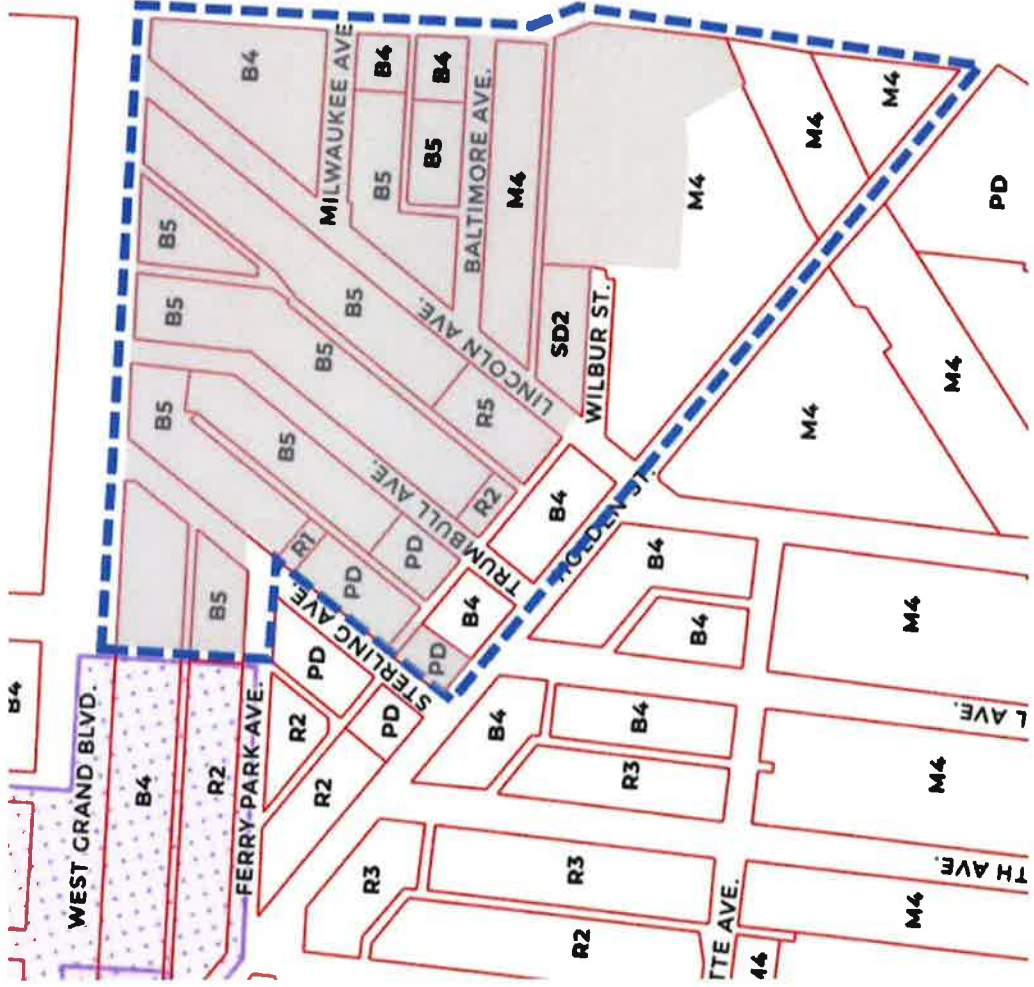 B4
WEST GRAND BLVD.
B4
R2
FERRY PARK AVE.
B5
B5
B5
B5
B4
MILWAUKEE AVE
B4
B4
B5
B5
BALTIMORE AVE.
M4
B5
B5
B5
LINCOLN AVE.
R5
SD2
WILBUR ST.
M4
M4
M4
PD
TRUMBULL AVE.
R2
R1
PD
PD
PD
B4
B4
STERLING AVE.
PD
PD
R2
R2
HOLDEN ST.
M4
M4
B4
B4
M4
B4
B4
R3
L AVE.
M4
R3
R3
R2
TH AVE.
M4
TTE AVE.